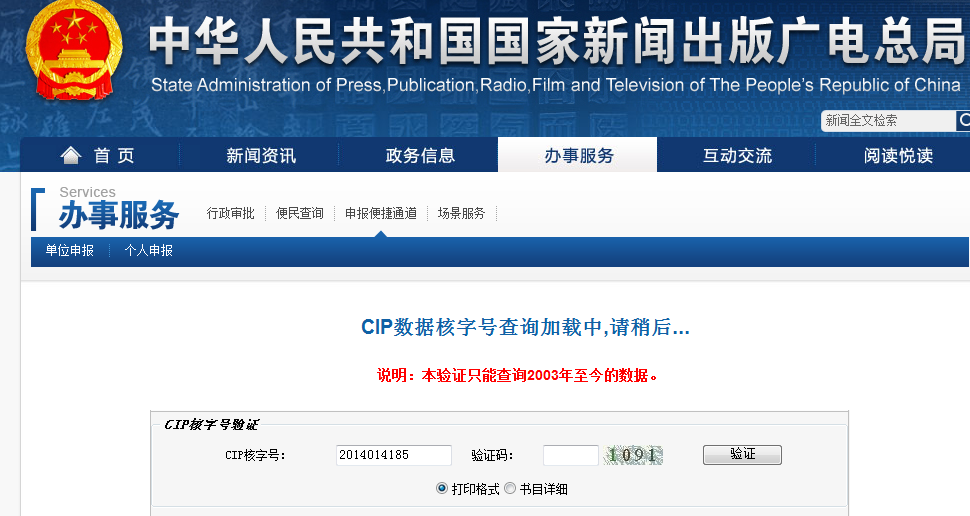 中华人民共和国国家新闻出版广电总局
State Administration of Press,Publication,Radio,Film and Television of The People's Republic of China
新闻全文检索
首 页 新闻资讯 政务信息 办事服务 互动交流 阅读悦读
Services
办事服务 行政审批 便民查询 申报便捷通道 场景服务
单位申报 个人申报
CIP数据核字号查询加载中,请稍后...
说明：本验证只能查询2003年至今的数据。
CIP核字号验证
CIP核字号： 2014014185 验证码： 1091 验证
打印格式 书目详细